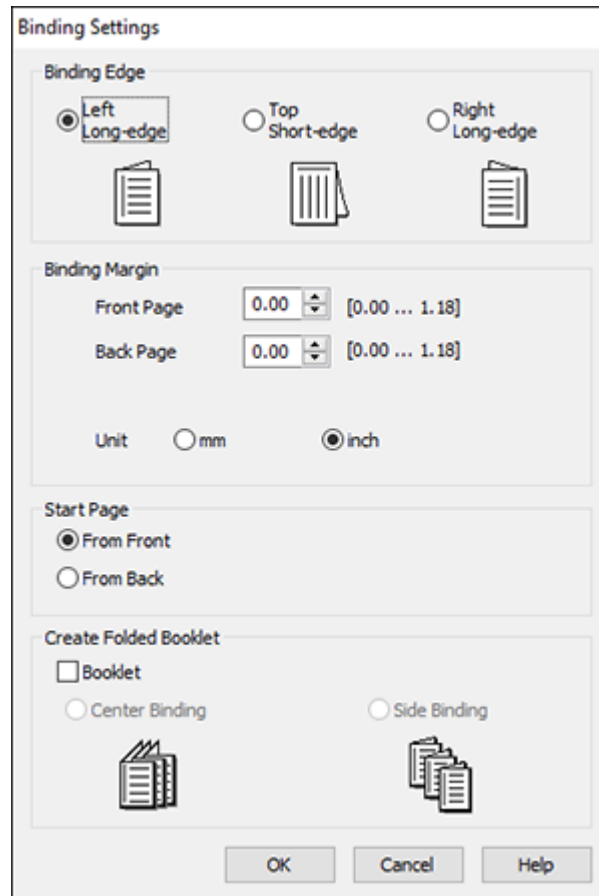 Binding Settings
Binding Edge
Left
Long-edge
Top
Short-edge
Right
Long-edge
Binding Margin
Front Page 0.00 [0.00 ... 1.18]
Back Page 0.00 [0.00 ... 1.18]
Unit mm inch
Start Page
From Front
From Back
Create Folded Booklet
Booklet
Center Binding Side Binding
OK Cancel Help